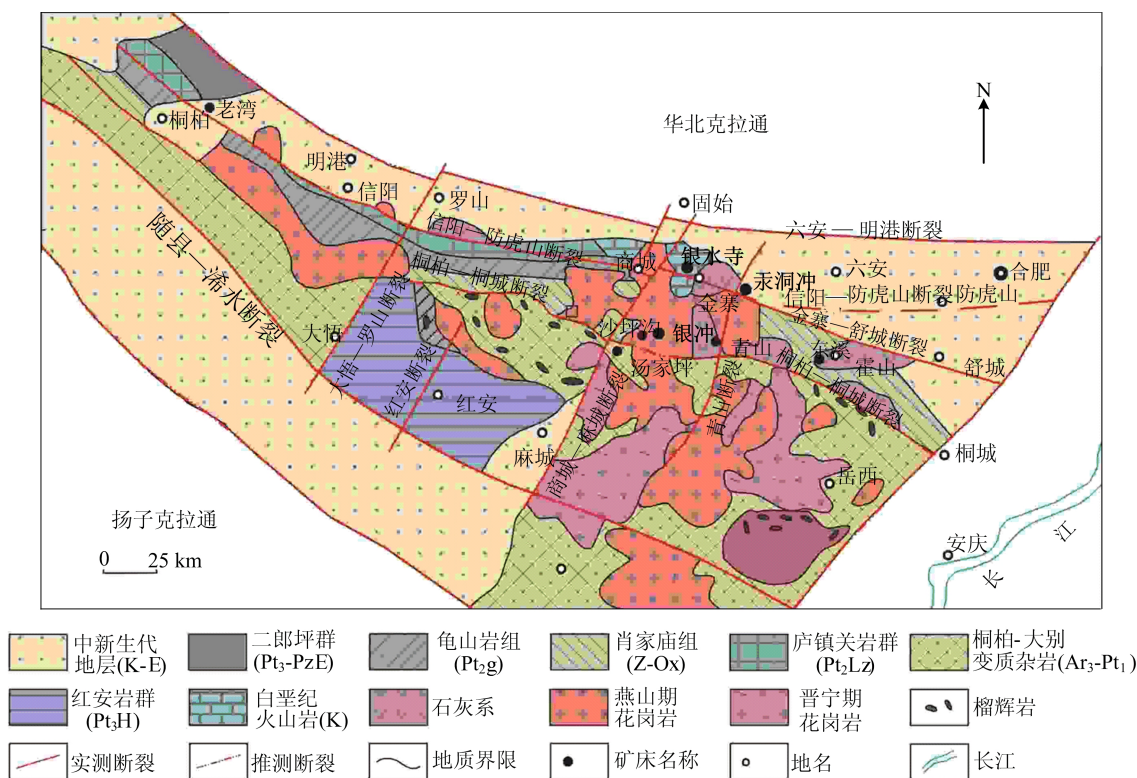 华北克拉通
N
老湾
桐柏
明港
信阳
罗山
固始
六安—明港断裂
信阳—防虎山断裂
商城
银水寺
六安
合肥
汞洞冲
信阳—防虎山断裂
防虎山
随县—浠水断裂
桐柏—桐城断裂
金寨
金寨—舒城断裂
沙坪沟
银冲
青山
东溪
霍山
舒城
大悟
大悟—罗山断裂
汤家坪
桐柏—桐城断裂
红安断裂
红安
商城—麻城断裂
青山断裂
麻城
桐城
岳西
扬子克拉通
0 25 km
安庆
长江
中新生代
地层(K-E)
二郎坪群
(Pt3-PzE)
龟山岩组
(Pt2g)
肖家庙组
(Z-Ox)
庐镇关岩群
(Pt2Lz)
桐柏-大别
变质杂岩(Ar3-Pt1)
红安岩群
(Pt3H)
白垩纪
火山岩(K)
石灰系
燕山期
花岗岩
晋宁期
花岗岩
榴辉岩
实测断裂
推测断裂
地质界限
矿床名称
地名
长江